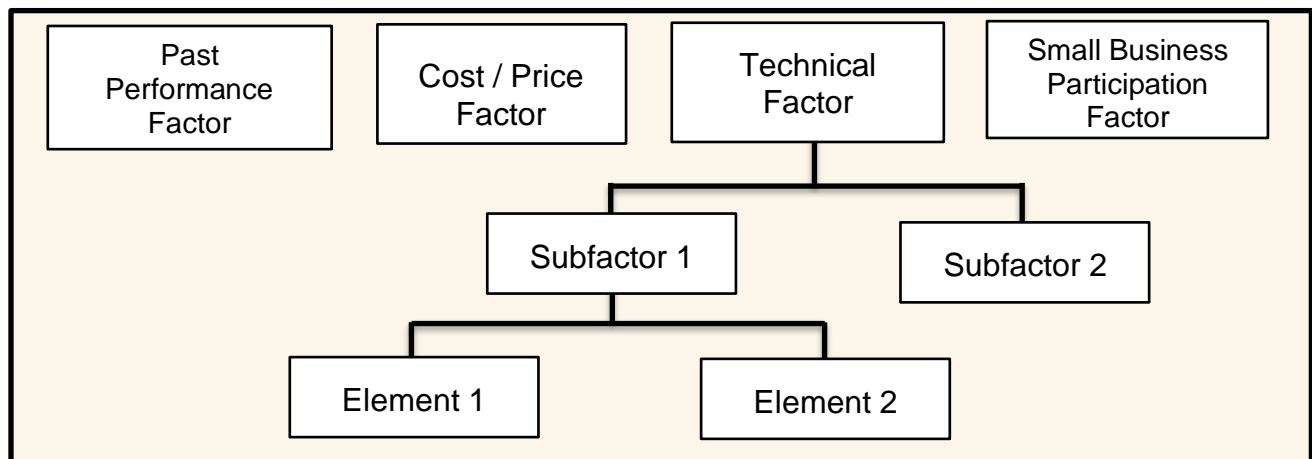 Past
Performance
Factor
Cost / Price
Factor
Technical
Factor
Small Business
Participation
Factor
Subfactor 1
Subfactor 2
Element 1
Element 2